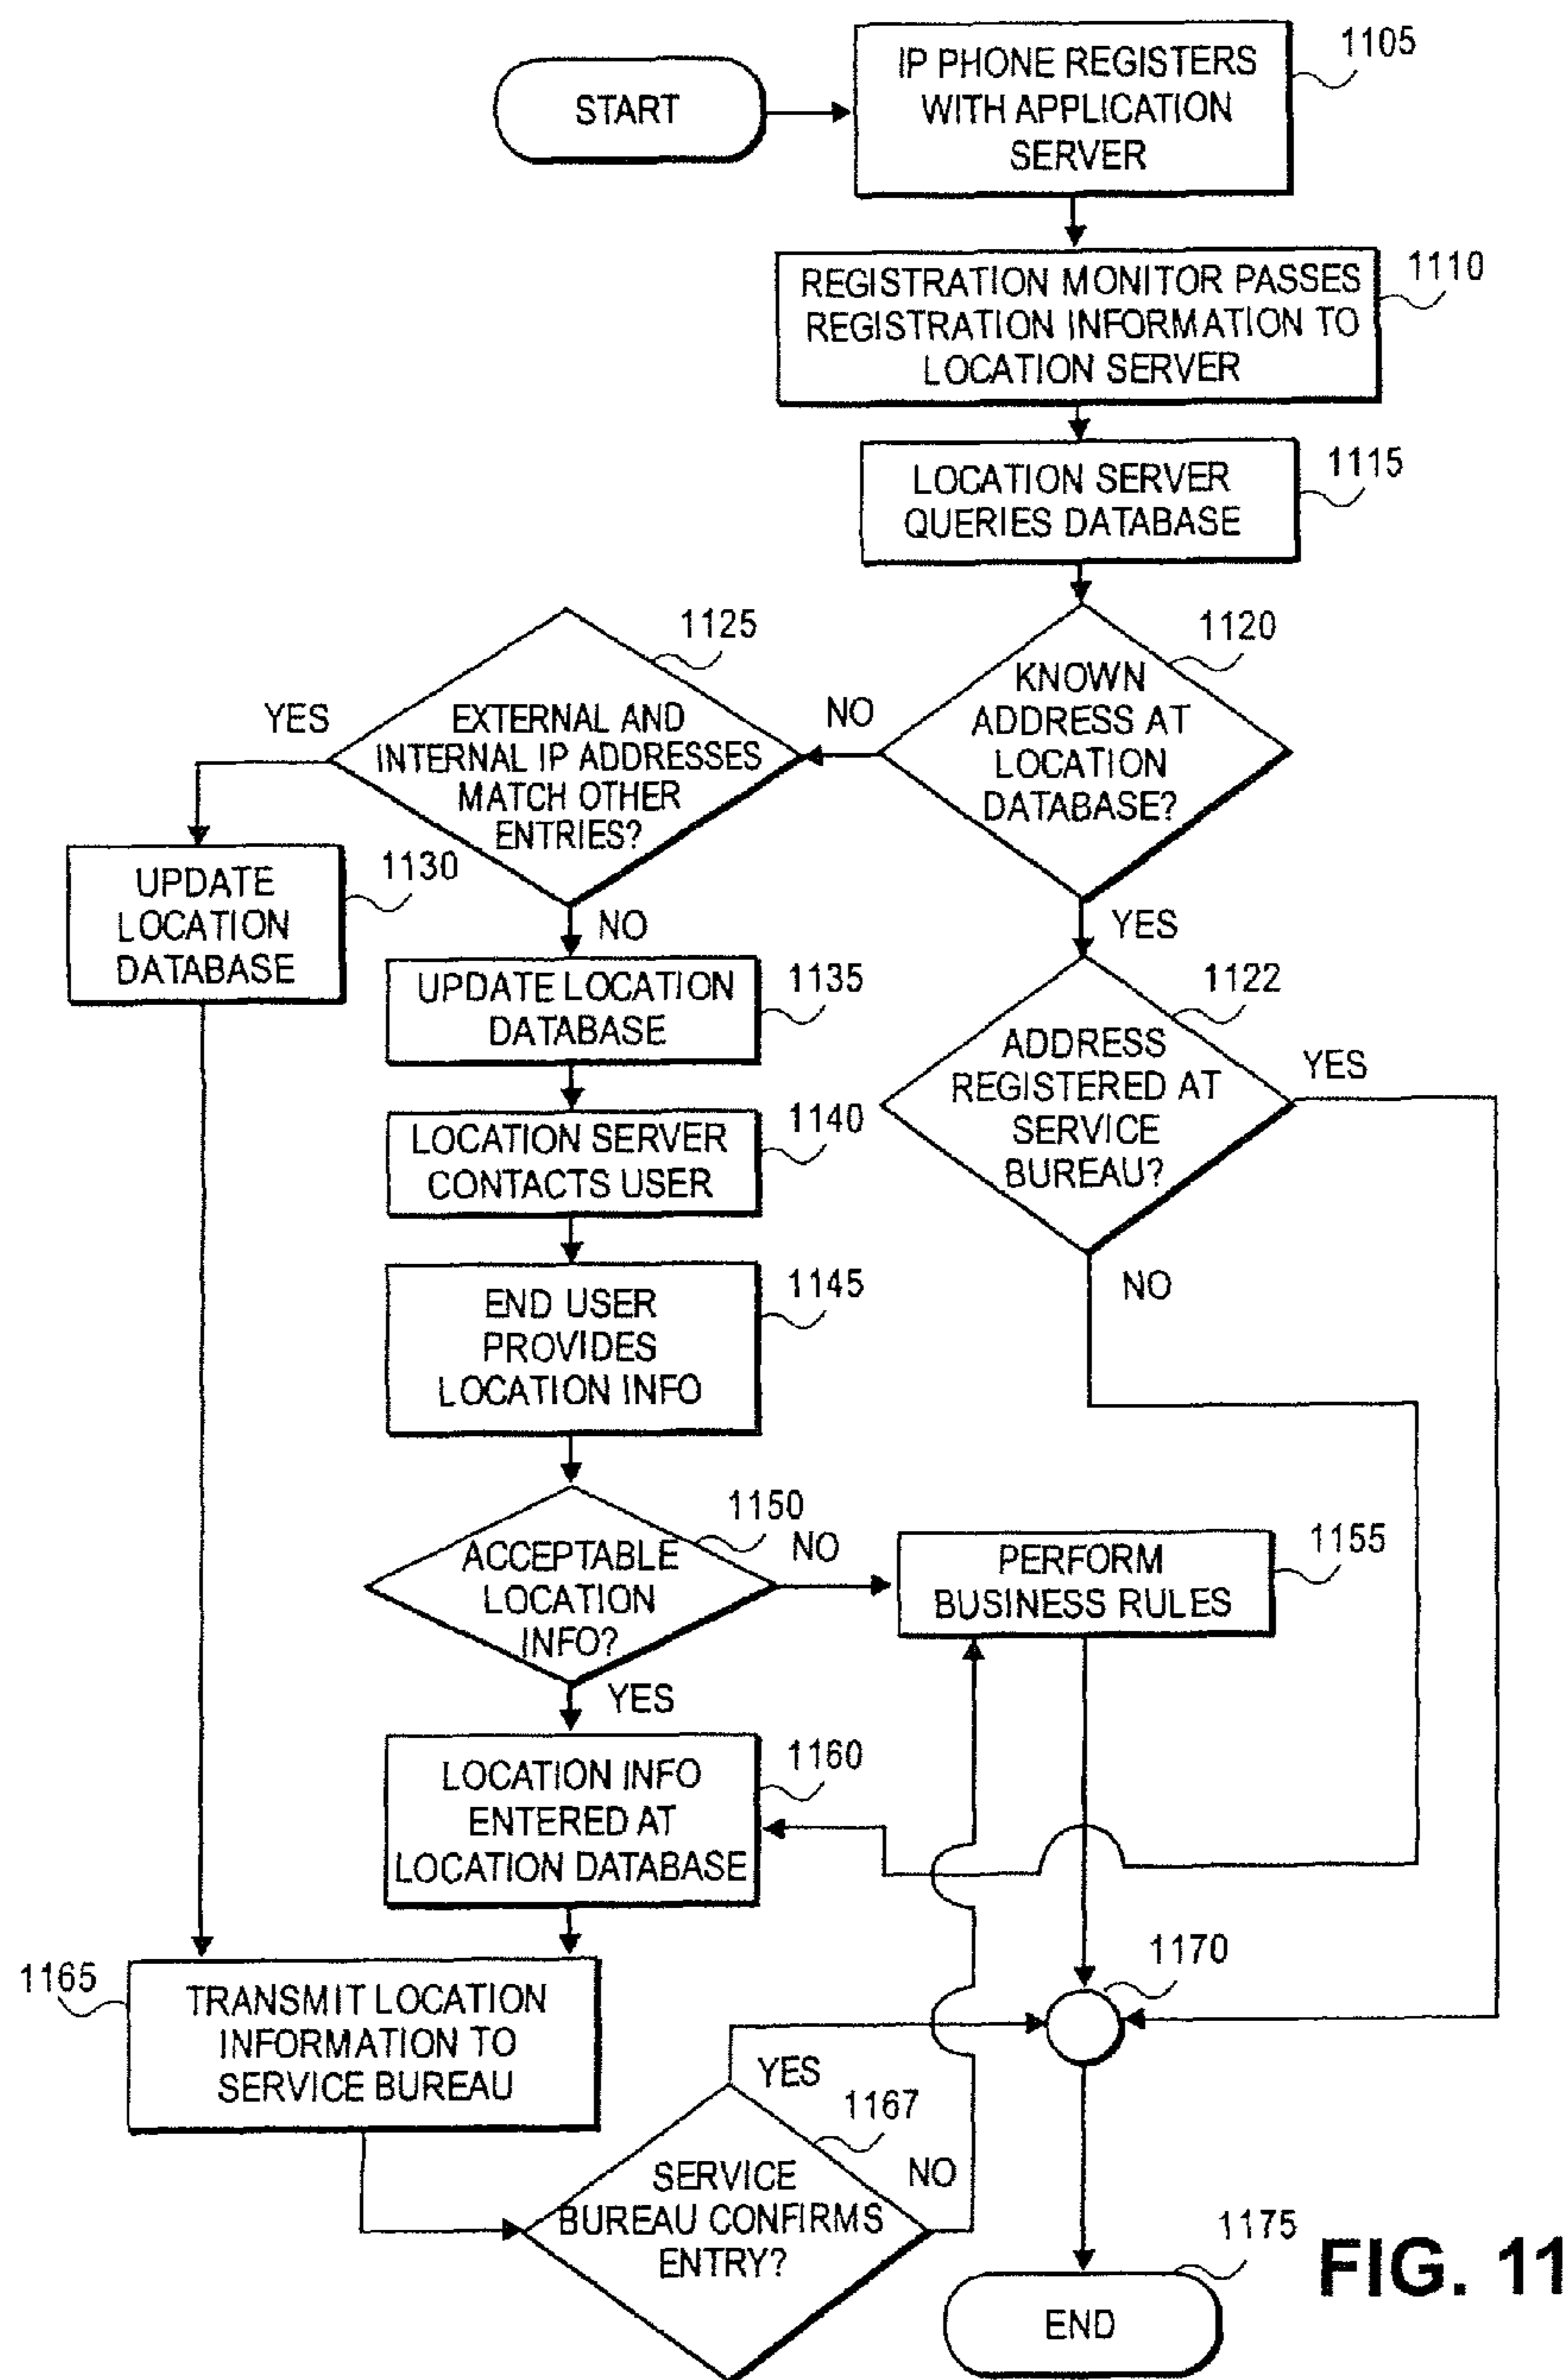 START
IP PHONE REGISTERS
WITH APPLICATION
SERVER
1105
REGISTRATION MONITOR PASSES
REGISTRATION INFORMATION TO
LOCATION SERVER
1110
LOCATION SERVER
QUERIES DATABASE
1115
KNOWN
ADDRESS AT
LOCATION
DATABASE?
1120
NO
YES
EXTERNAL AND
INTERNAL IP ADDRESSES
MATCH OTHER
ENTRIES?
1125
YES
NO
UPDATE
LOCATION
DATABASE
1130
UPDATE LOCATION
DATABASE
1135
ADDRESS
REGISTERED AT
SERVICE
BUREAU?
1122
YES
NO
LOCATION SERVER
CONTACTS USER
1140
END USER
PROVIDES
LOCATION INFO
1145
ACCEPTABLE
LOCATION
INFO?
1150
NO
YES
PERFORM
BUSINESS RULES
1155
LOCATION INFO
ENTERED AT
LOCATION DATABASE
1160
1165
TRANSMIT LOCATION
INFORMATION TO
SERVICE BUREAU
1170
YES
1167
SERVICE
BUREAU CONFIRMS
ENTRY?
NO
1175
END
FIG. 11